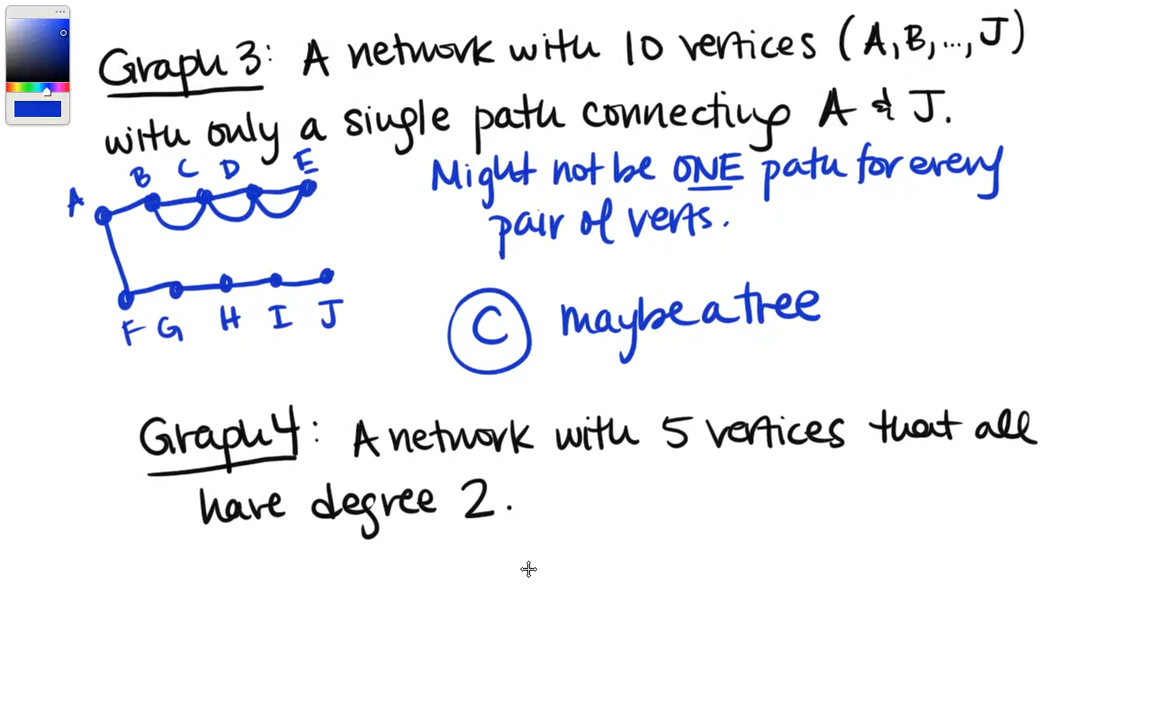 Graph 3: A network with 10 vertices (A, B, ..., J)
with only a single path connecting A & J.
A B C D E
Might not be ONE path for every
pair of verts.
F G H I J
C maybe a tree
Graph 4: A network with 5 vertices that all
have degree 2.